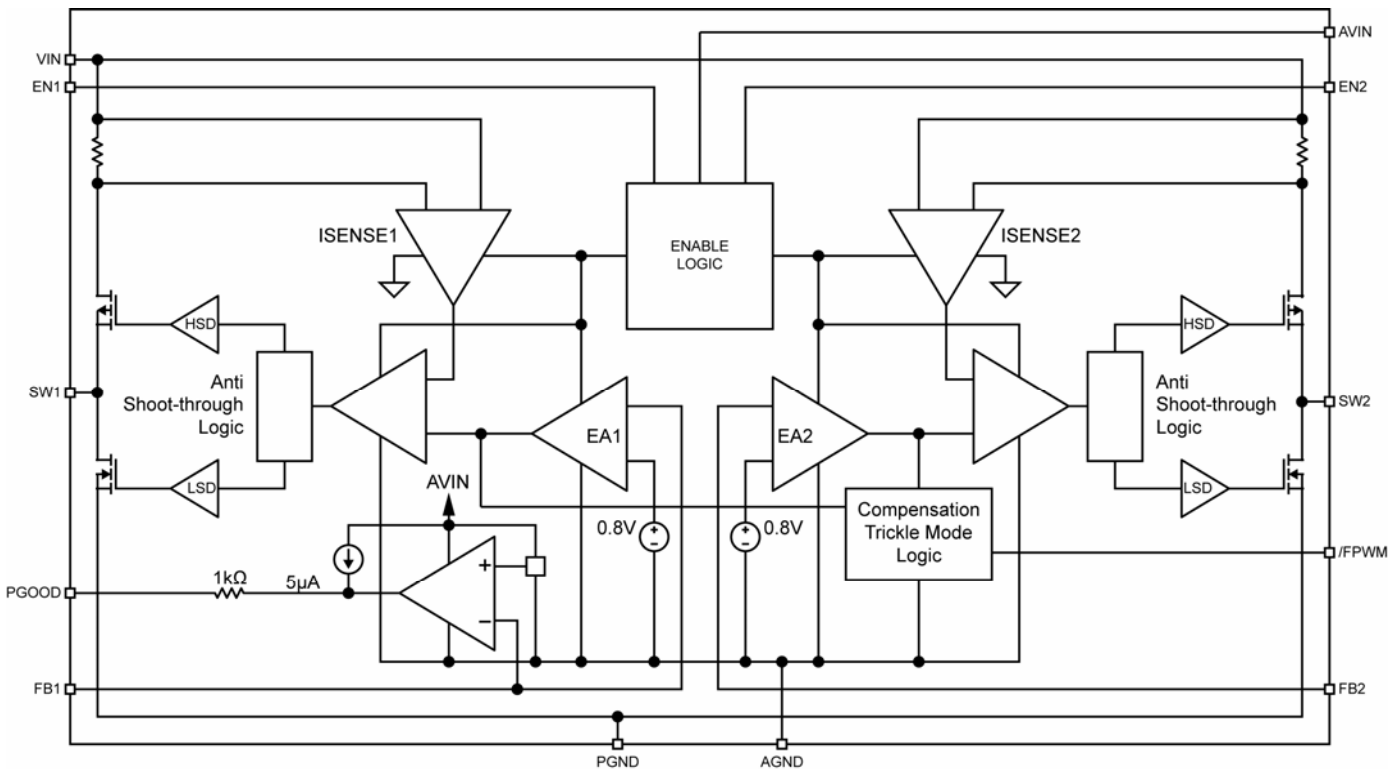 AVIN
VIN
EN1
EN2
ISENSE1
ENABLE
LOGIC
ISENSE2
HSD
HSD
SW1
Anti
Shoot-through
Logic
Anti
Shoot-through
Logic
SW2
EA1
EA2
LSD
LSD
AVIN
0.8V
+
-
+
-
0.8V
Compensation
Trickle Mode
Logic
/FPWM
PGOOD
1kΩ
5µA
+
−
FB1
FB2
PGND
AGND